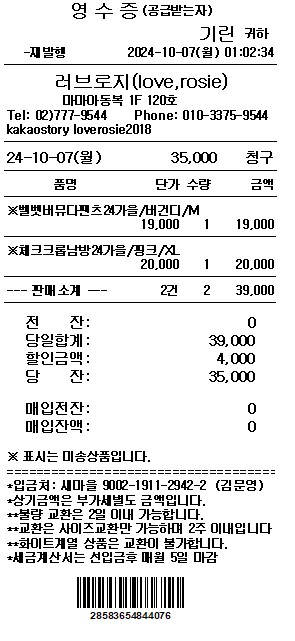 영 수 증(공급받는자)
기린 귀하
-재발행 2024-10-07(월) 01:02:34
러브로지(love,rosie)
마마아동복 1F 120호
Tel: 02)777-9544 Phone: 010-3375-9544
kakaostory loverosie2018
24-10-07(월) 35,000 청구
품명 단가 수량 금액
※벨벳버뮤다팬츠24가을/버건디/M
19,000 1 19,000
※체크크롭남방24가을/핑크/XL
20,000 1 20,000
--- 판매소계 --- 2건 2 39,000
전 잔: 0
당일합계: 39,000
할인금액: 4,000
당 잔: 35,000
매입전잔: 0
매입잔액: 0
※ 표시는 미송상품입니다.
*입금처: 새마을 9002-1911-2942-2 (김문영)
*상기금액은 부가세별도 금액입니다.
**불량 교환은 2일 이내 가능합니다.
**교환은 사이즈교환만 가능하며 2주 이내입니다
**화이트계열 상품은 교환이 불가합니다.
*세금계산서는 선입금후 매월 5일 마감
28583654844076